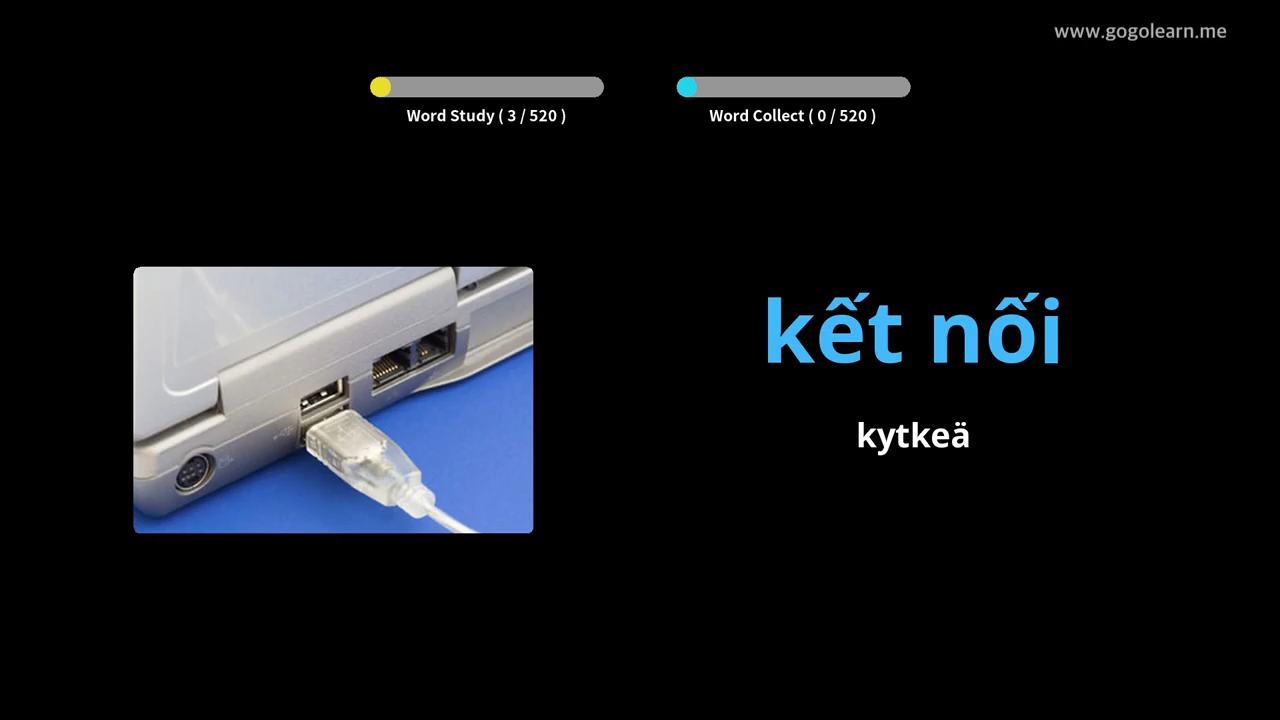 www.gogolearn.me
Word Study ( 3 / 520 )
Word Collect ( 0 / 520 )
kết nối
kytkeä